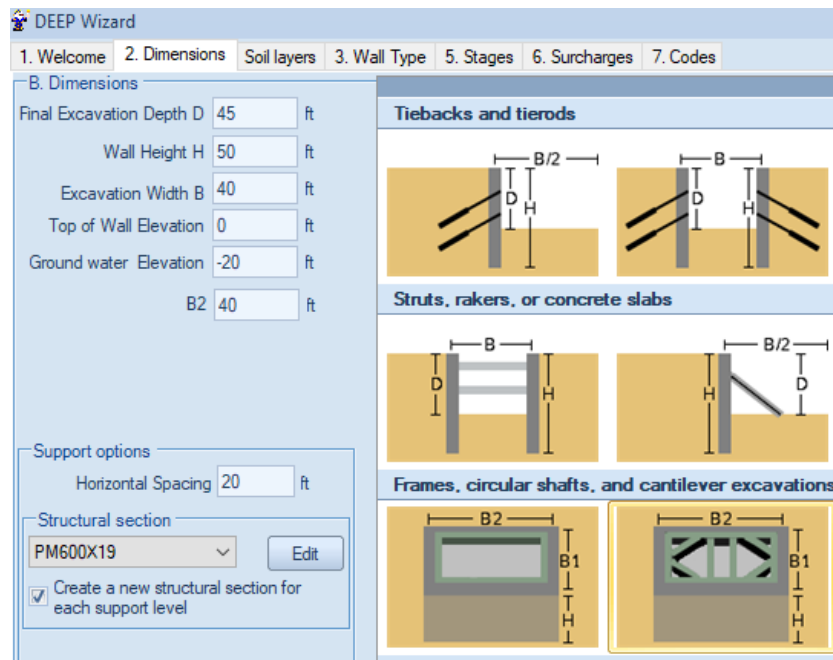 DEEP Wizard
1. Welcome
2. Dimensions
Soil layers
3. Wall Type
5. Stages
6. Surcharges
7. Codes
B. Dimensions
Final Excavation Depth D 45 ft
Wall Height H 50 ft
Excavation Width B 40 ft
Top of Wall Elevation 0 ft
Ground water Elevation -20 ft
B2 40 ft
Support options
Horizontal Spacing 20 ft
Structural section
PM600X19
Edit
Create a new structural section for
each support level
Tiebacks and tierods
B/2
D
H
B
D
H
Struts, rakers, or concrete slabs
B
D
H
B/2
H
D
Frames, circular shafts, and cantilever excavations
B2
B1
H
B2
B1
H